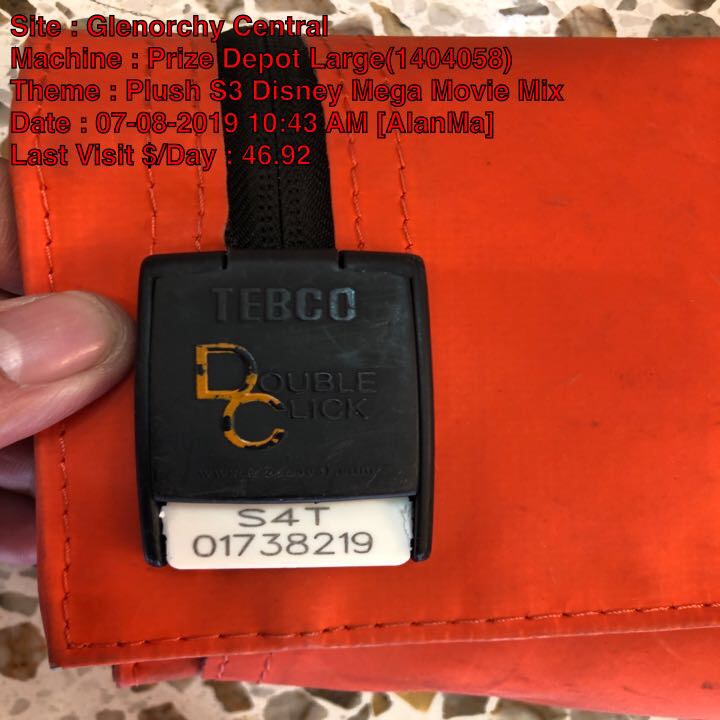 Site : Glenorchy Central
Machine : Prize Depot Large(1404058)
Theme : Plush S3 Disney Mega Movie Mix
Date : 07-08-2019 10:43 AM [AlanMa]
Last Visit $/Day : 46.92
TEBCO
DOUBLE
CLICK
S4T
01738219